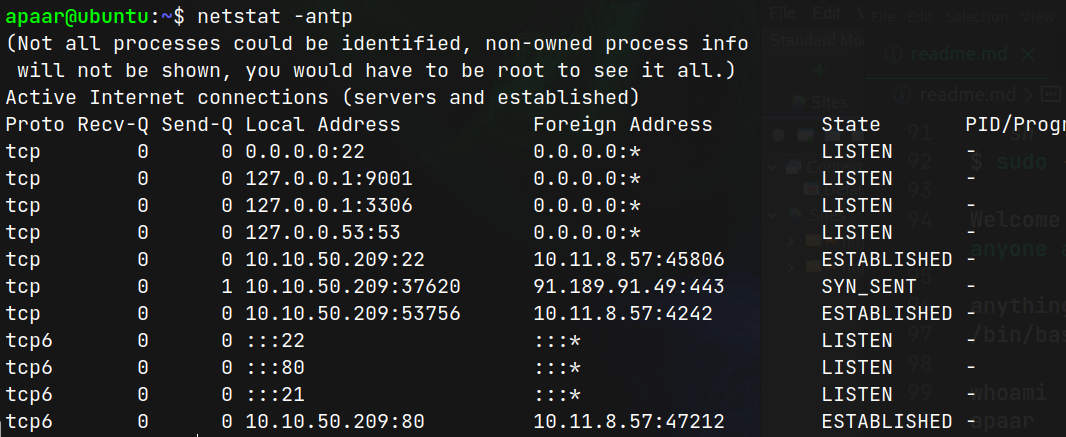 apaar@ubuntu:~$ netstat -antp
(Not all processes could be identified, non-owned process info
 will not be shown, you would have to be root to see it all.)
Active Internet connections (servers and established)
Proto Recv-Q Send-Q Local Address           Foreign Address         State       PID/Progr
tcp        0      0 0.0.0.0:22              0.0.0.0:*               LISTEN      -
tcp        0      0 127.0.0.1:9001          0.0.0.0:*               LISTEN      -
tcp        0      0 127.0.0.1:3306          0.0.0.0:*               LISTEN      -
tcp        0      0 127.0.0.53:53           0.0.0.0:*               LISTEN      -
tcp        0      0 10.10.50.209:22         10.11.8.57:45806        ESTABLISHED -
tcp        0      1 10.10.50.209:37620      91.189.91.49:443        SYN_SENT    -
tcp        0      0 10.10.50.209:53756      10.11.8.57:4242         ESTABLISHED -
tcp6       0      0 :::22                   :::*                    LISTEN      -
tcp6       0      0 :::80                   :::*                    LISTEN      -
tcp6       0      0 :::21                   :::*                    LISTEN      -
tcp6       0      0 10.10.50.209:80         10.11.8.57:47212        ESTABLISHED -
File Edit
File Edit Selection View
Standard
readme.md
Sites
readme.md
91
92 $ sudo
93
94 Welcome
anyone
anything
97 /bin/bas
98
99 whoami
apaar